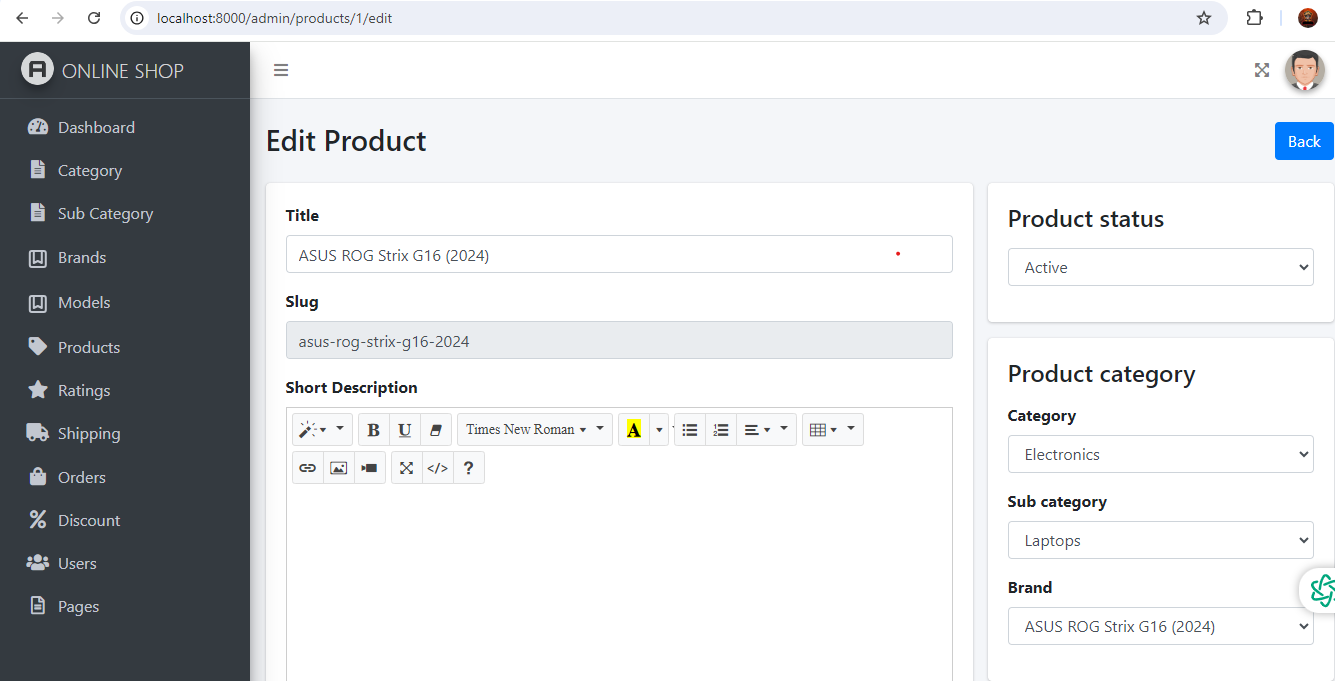 localhost:8000/admin/products/1/edit
ONLINE SHOP
Dashboard
Category
Sub Category
Brands
Models
Products
Ratings
Shipping
Orders
Discount
Users
Pages
Edit Product
Back
Title
ASUS ROG Strix G16 (2024)
Slug
asus-rog-strix-g16-2024
Short Description
B U Times New Roman A
</> ?
Product status
Active
Product category
Category
Electronics
Sub category
Laptops
Brand
ASUS ROG Strix G16 (2024)